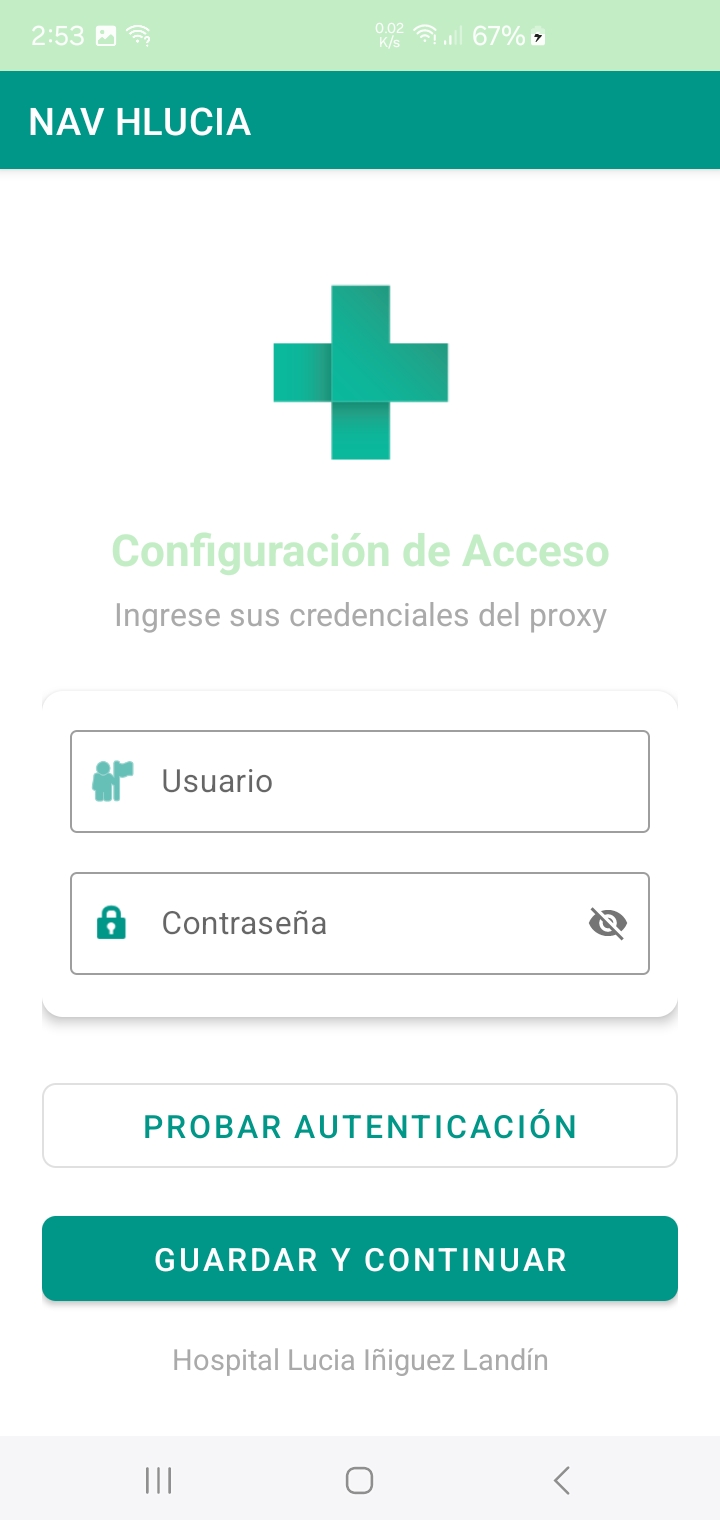 2:53 0.02 K/s 67%
NAV HLUCIA
Configuración de Acceso
Ingrese sus credenciales del proxy
Usuario
Contraseña
PROBAR AUTENTICACIÓN
GUARDAR Y CONTINUAR
Hospital Lucia Iñiguez Landín